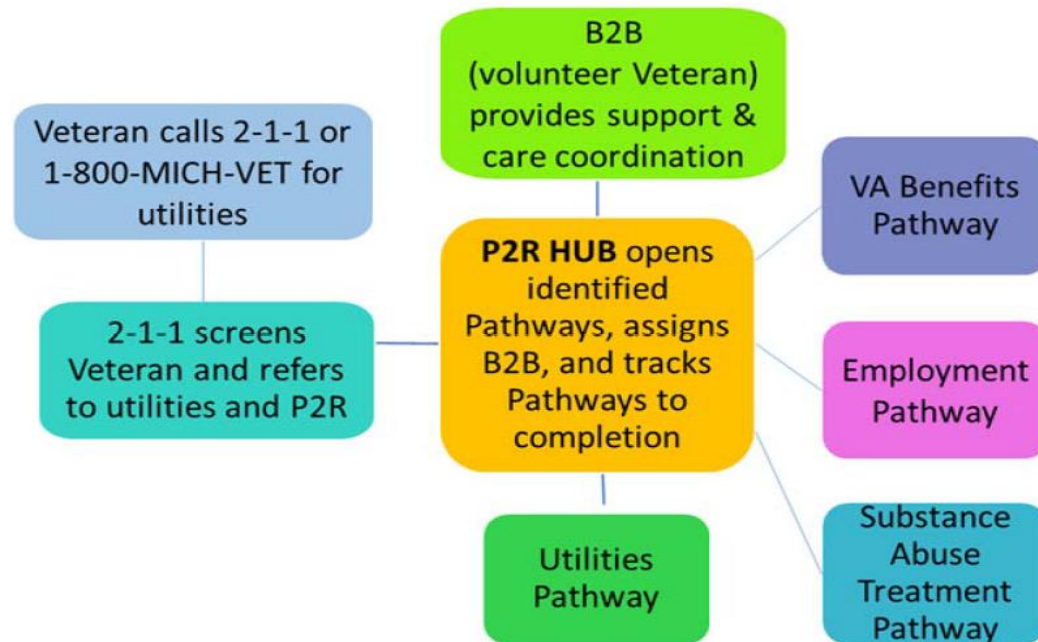 Veteran calls 2-1-1 or
1-800-MICH-VET for
utilities
2-1-1 screens
Veteran and refers
to utilities and P2R
B2B
(volunteer Veteran)
provides support &
care coordination
P2R HUB opens
identified
Pathways, assigns
B2B, and tracks
Pathways to
completion
Utilities
Pathway
VA Benefits
Pathway
Employment
Pathway
Substance
Abuse
Treatment
Pathway